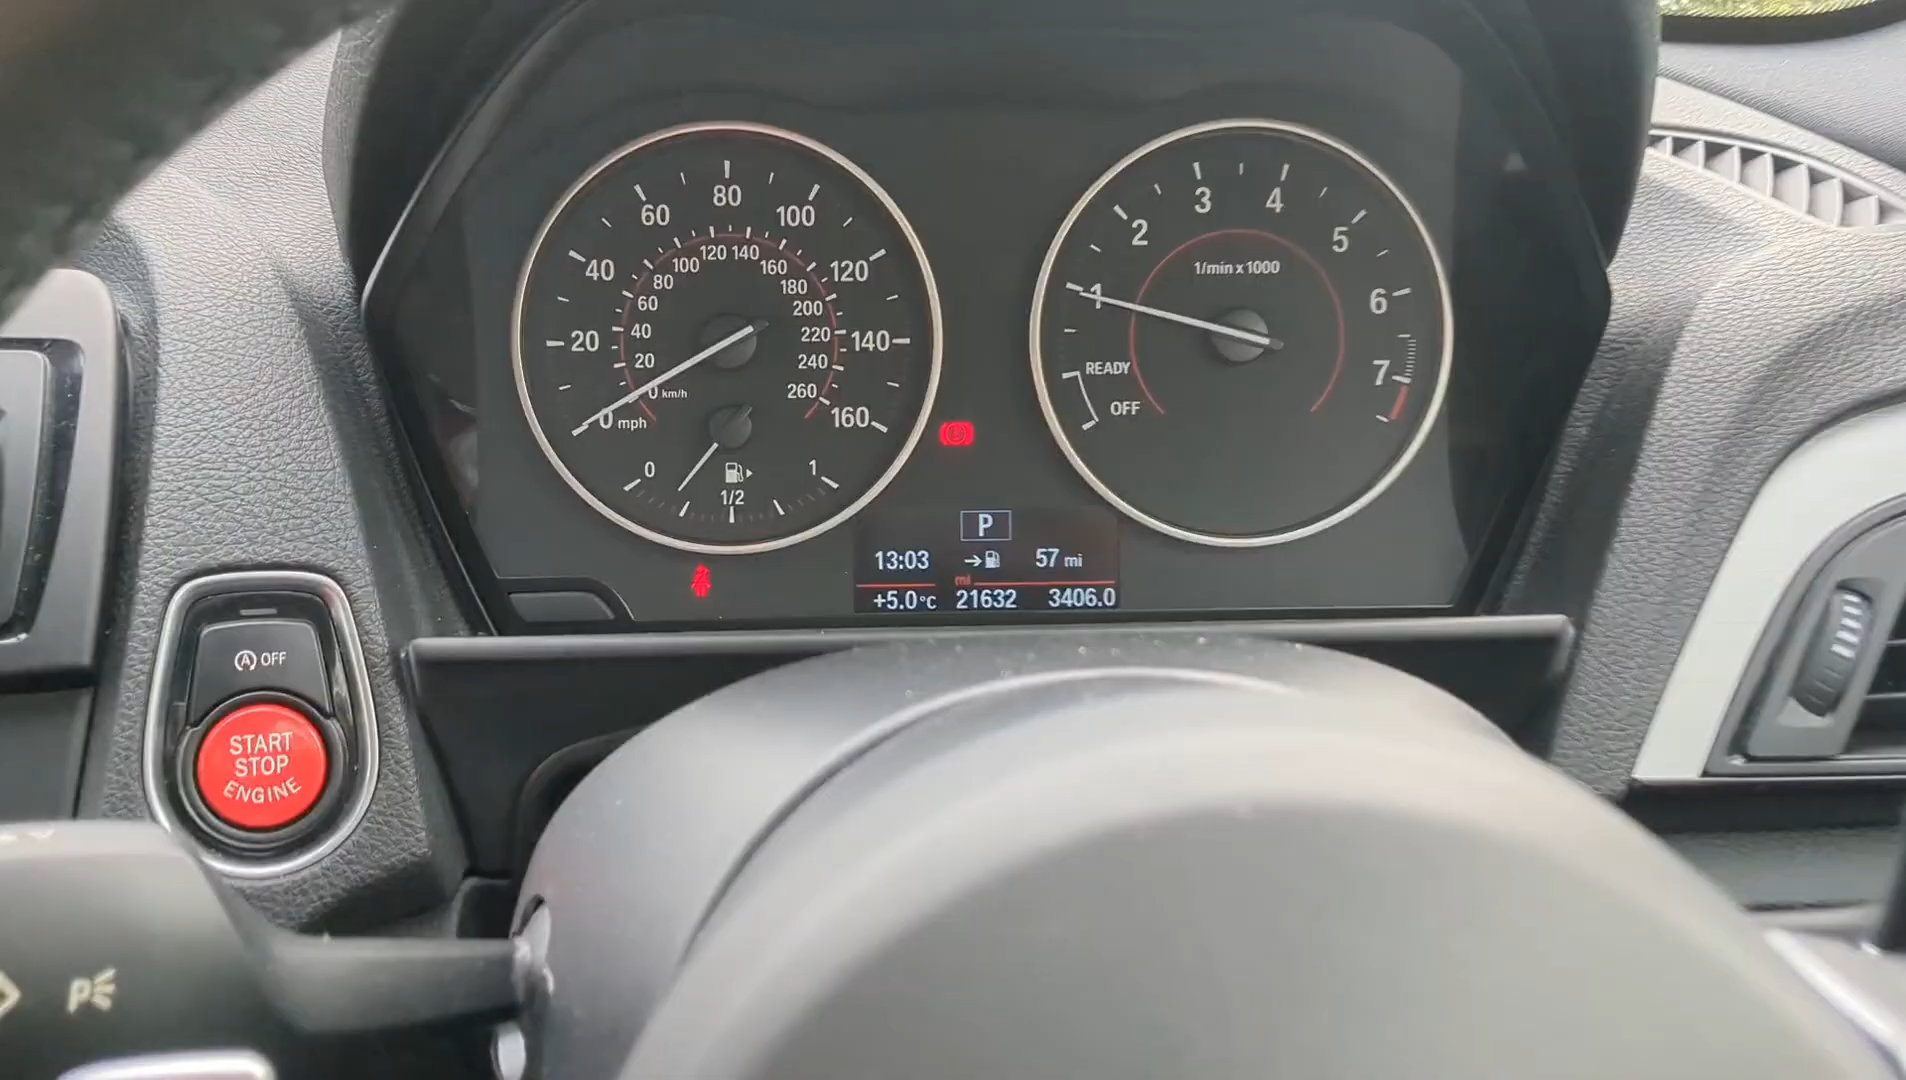 80
60
100
40
120
20
140
0 mph
160
120 140
100
160
80
180
60
200
40
220
20
240
0 km/h
260
0
1
1/2
3
4
2
5
1/min x 1000
1
6
READY
7
OFF
P
13:03
57 mi
mi
+5.0°C
21632
3406.0
A OFF
START
STOP
ENGINE
P